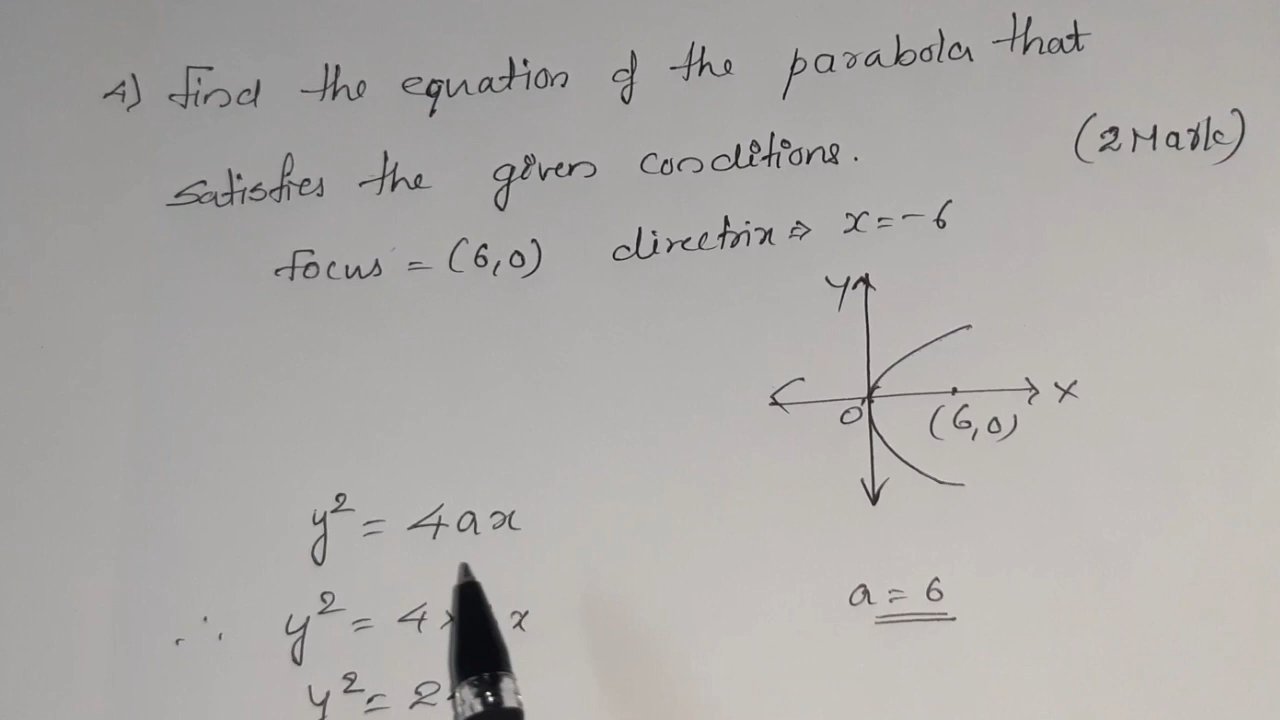 4) Find the equation of the parabola that
satisfies the given conditions. (2 Mark)
focus = (6,0) directrix ⇒ x = -6
Y
X
O
(6,0)
y² = 4ax
a = 6
∴ y² = 4× x
y² = 2